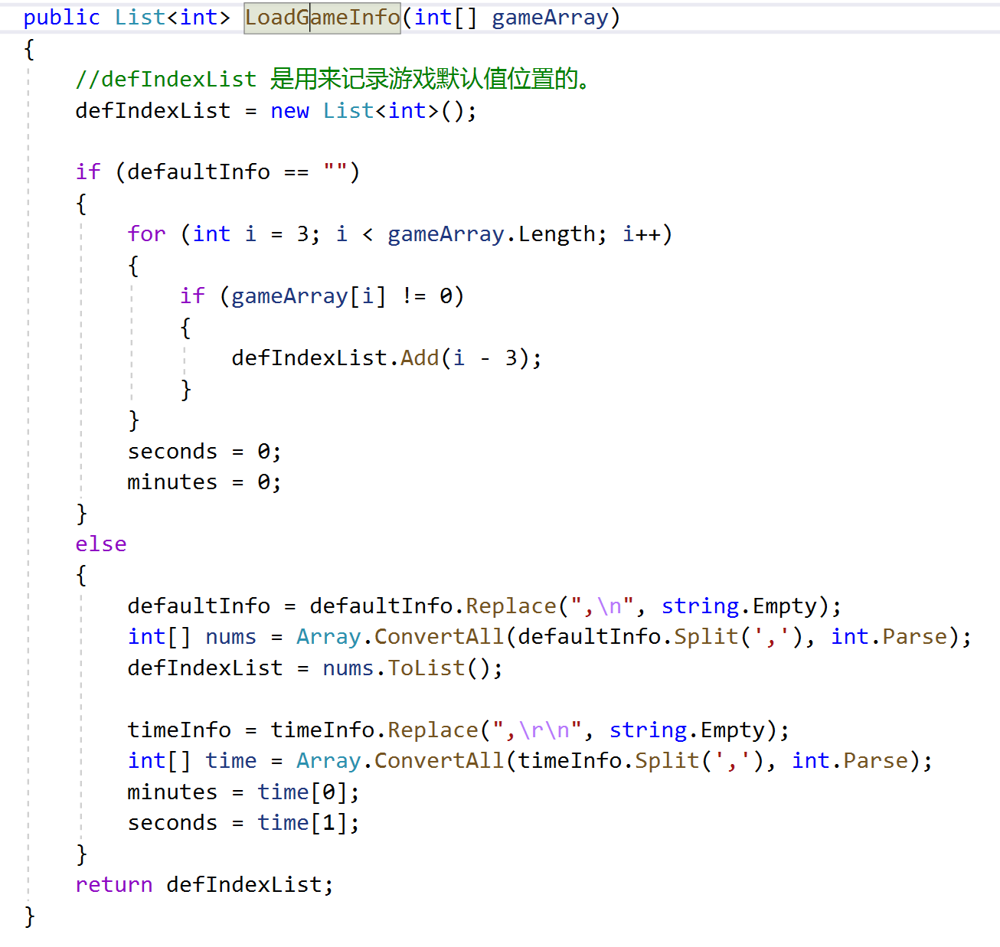 public List<int> LoadGameInfo(int[] gameArray)
{
    //defIndexList 是用来记录游戏默认值位置的。
    defIndexList = new List<int>();

    if (defaultInfo == "")
    {
        for (int i = 3; i < gameArray.Length; i++)
        {
            if (gameArray[i] != 0)
            {
                defIndexList.Add(i - 3);
            }
        }
        seconds = 0;
        minutes = 0;
    }
    else
    {
        defaultInfo = defaultInfo.Replace(",\n", string.Empty);
        int[] nums = Array.ConvertAll(defaultInfo.Split(','), int.Parse);
        defIndexList = nums.ToList();

        timeInfo = timeInfo.Replace(",\r\n", string.Empty);
        int[] time = Array.ConvertAll(timeInfo.Split(','), int.Parse);
        minutes = time[0];
        seconds = time[1];
    }
    return defIndexList;
}